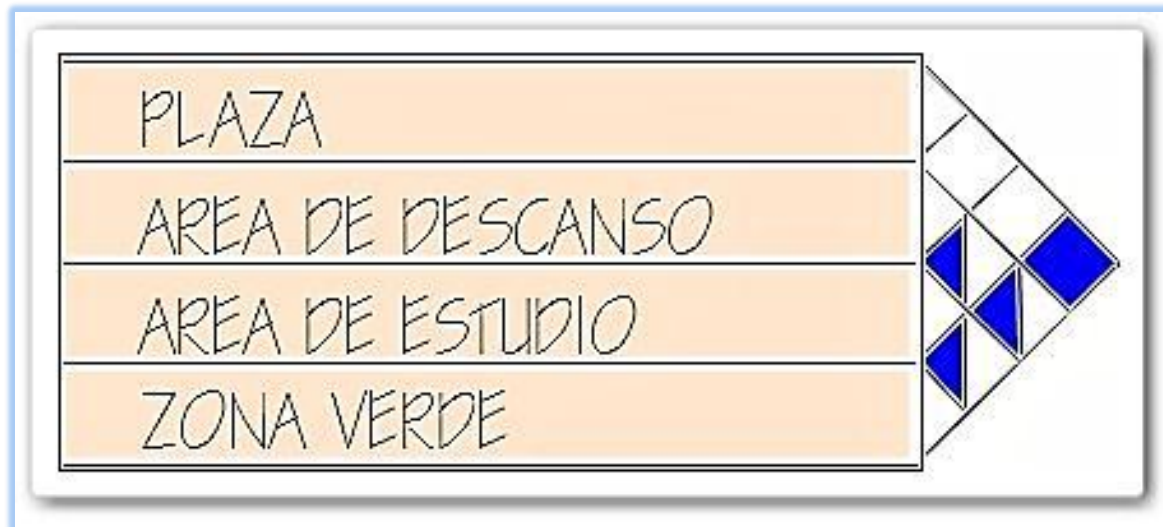 PLAZA
AREA DE DESCANSO
AREA DE ESTUDIO
ZONA VERDE